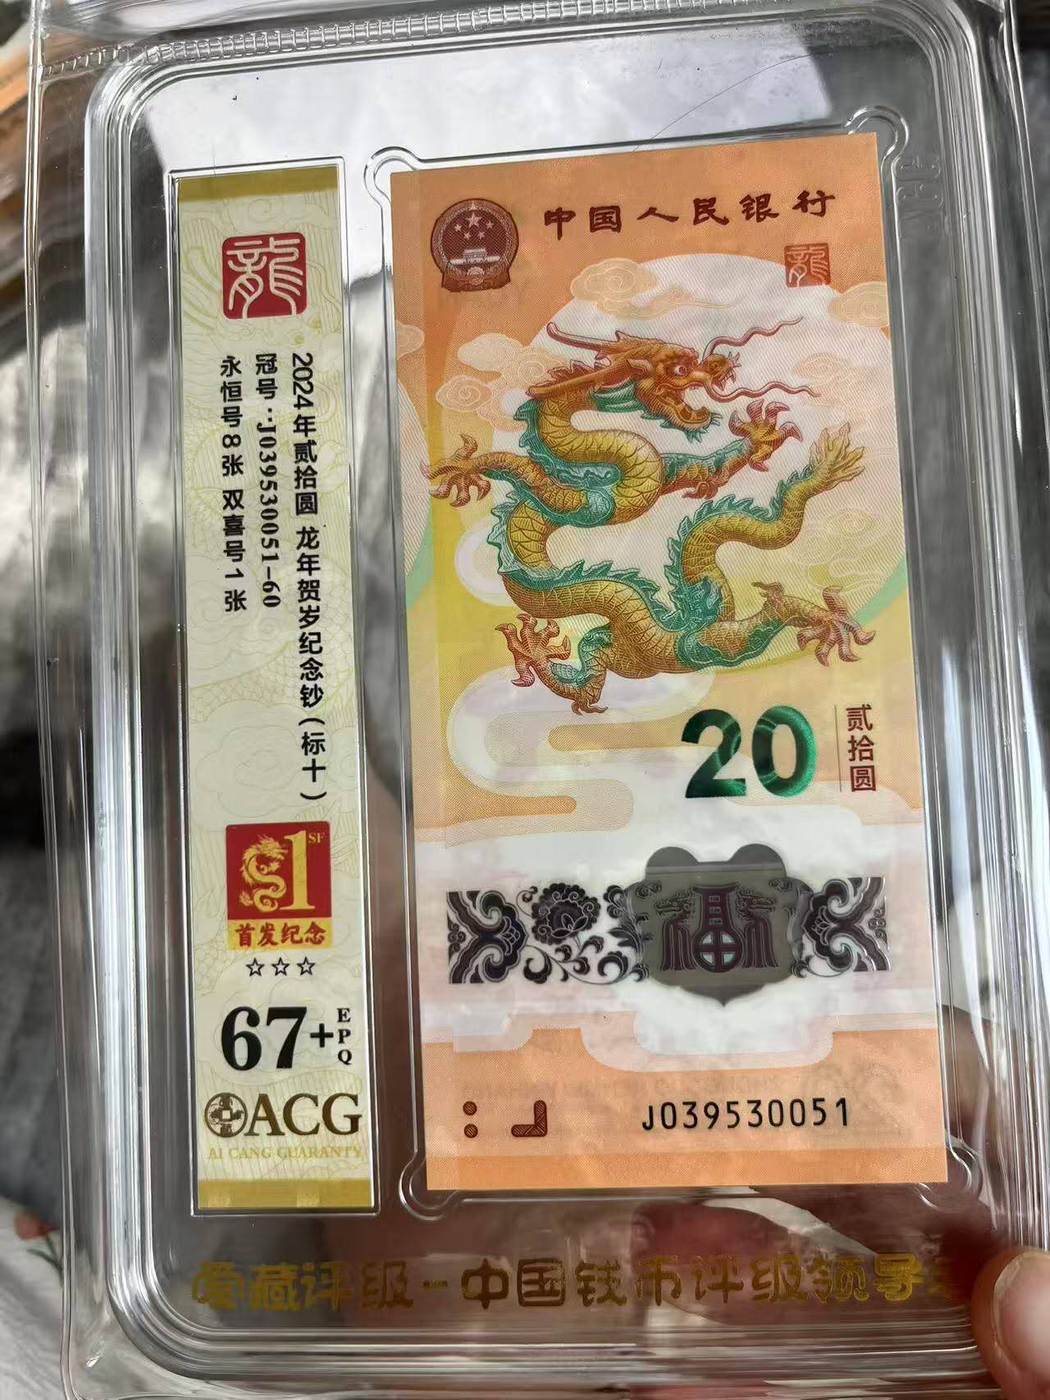 龍
2024年贰拾圆 龙年贺岁纪念钞(标十)
冠号:J039530051-60
永恒号8张 双喜号1张
1SF
首发纪念
☆☆☆
67+EPQ
ACG
AI CANG GUARANTY
中国人民银行
龍
20
贰拾圆
福
J039530051
爱藏评级-中国钱币评级领导